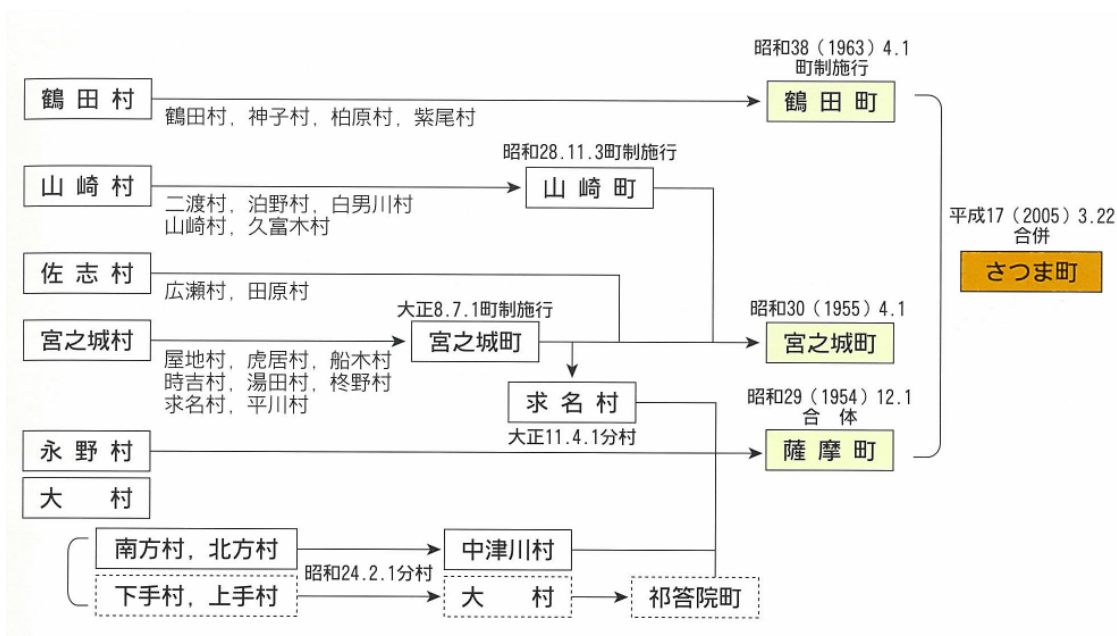 昭和38（1963）4.1
町制施行
鶴田村
鶴田町
鶴田村，神子村，柏原村，紫尾村
昭和28.11.3町制施行
山崎村
山崎町
二渡村，泊野村，白男川村
山崎村，久富木村
平成17（2005）3.22
合併
さつま町
佐志村
広瀬村，田原村
大正8.7.1町制施行
昭和30（1955）4.1
宮之城村
宮之城町
宮之城町
屋地村，虎居村，船木村
時吉村，湯田村，柊野村
求名村，平川村
求名村
大正11.4.1分村
昭和29（1954）12.1
合体
永野村
薩摩町
大村
南方村，北方村
中津川村
昭和24.2.1分村
下手村，上手村
大村
祁答院町